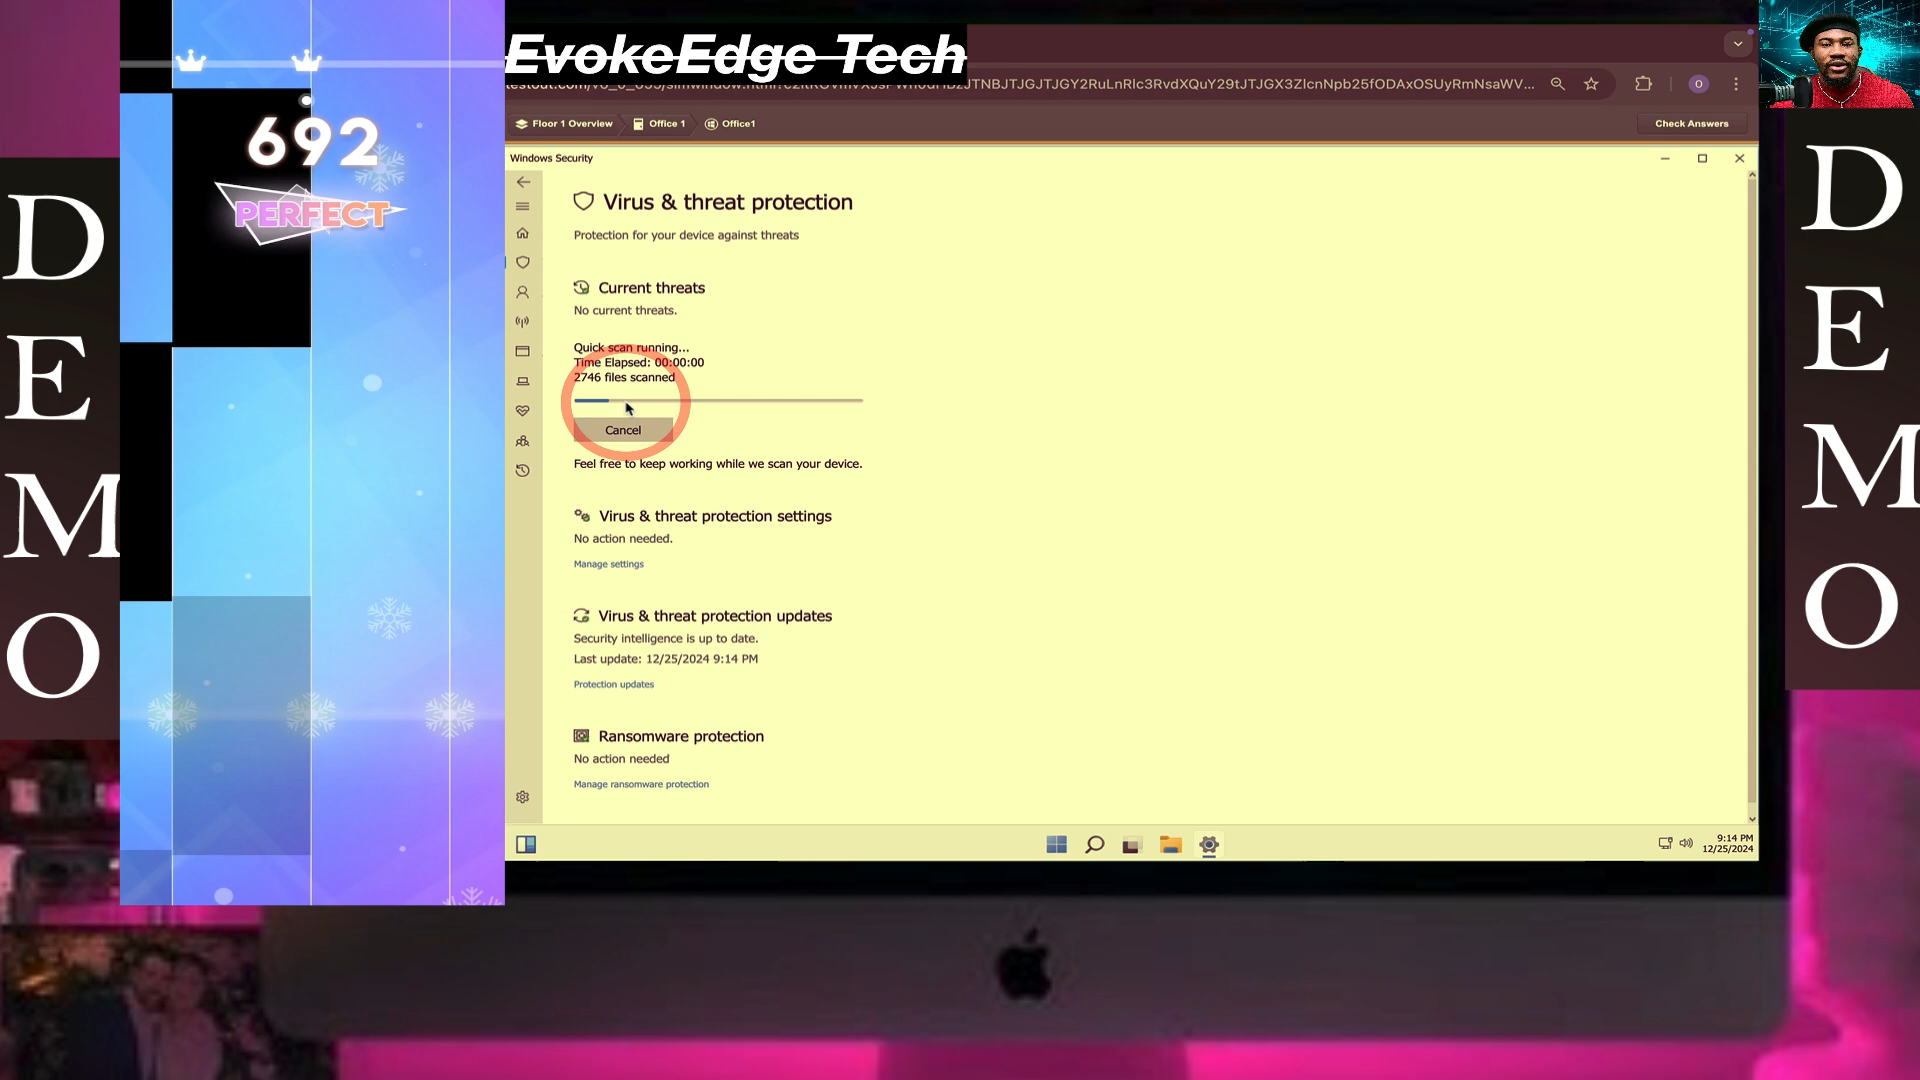 EvokeEdge Tech
692
PERFECT
D
E
M
O
Floor 1 Overview
Office 1
Office1
Check Answers
Windows Security
Virus & threat protection
Protection for your device against threats
Current threats
No current threats.
Quick scan running...
Time Elapsed: 00:00:00
2746 files scanned
Cancel
Feel free to keep working while we scan your device.
Virus & threat protection settings
No action needed.
Manage settings
Virus & threat protection updates
Security intelligence is up to date.
Last update: 12/25/2024 9:14 PM
Protection updates
Ransomware protection
No action needed
Manage ransomware protection
9:14 PM
12/25/2024
O
D
E
M
O